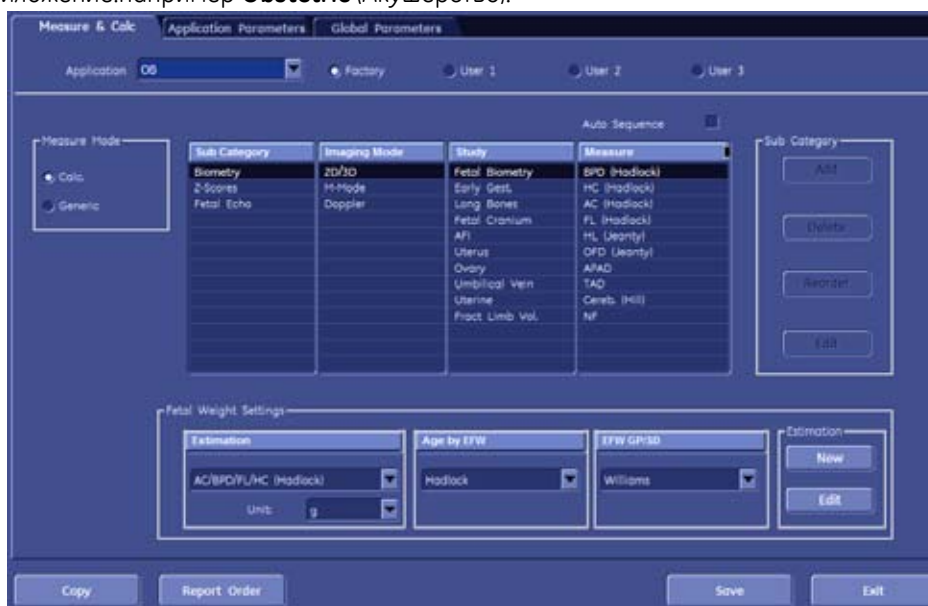 например Obstetric (Акушерство).
Measure & Calc Application Parameters Global Parameters
Application OB Factory User 1 User 2 User 3
Auto Sequence
Measure Mode Sub Category
Sub Category Imaging Mode Study Measure
Calc. Biometry 2D/3D Fetal Biometry BPD (Hadlock) Add
Generic Z-Scores M-Mode Early Gest. HC (Hadlock)
Fetal Echo Doppler Long Bones AC (Hadlock)
Fetal Cranium FL (Hadlock)
AFI HL (Jeanty) Delete
Uterus OFD (Jeanty)
Ovary APAD
Umbilical Vein TAD Reorder
Uterine Cereb. (Hill)
Fract Limb Vol. NF
Edit
Fetal Weight Settings
Estimation Age by EFW EFW GP/SD Estimation
New
AC/BPD/FL/HC (Hadlock) Hadlock Williams
Unit: g Edit
Copy Report Order Save Exit